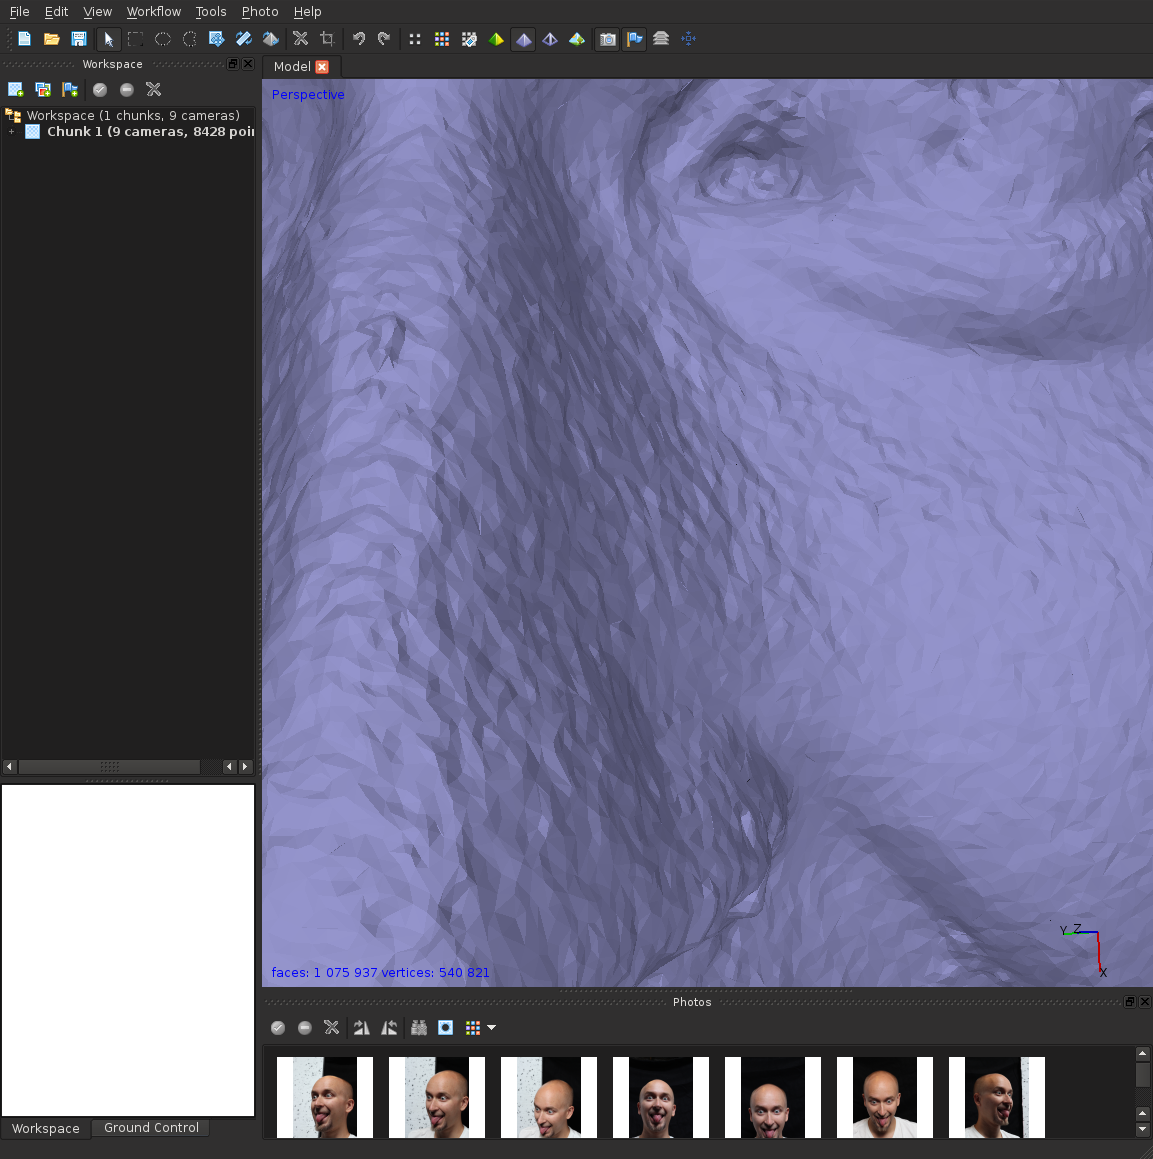 File Edit View Workflow Tools Photo Help
Workspace
Model
Perspective
Workspace (1 chunks, 9 cameras)
Chunk 1 (9 cameras, 8428 poi
Y Z
X
faces: 1 075 937 vertices: 540 821
Photos
Workspace Ground Control